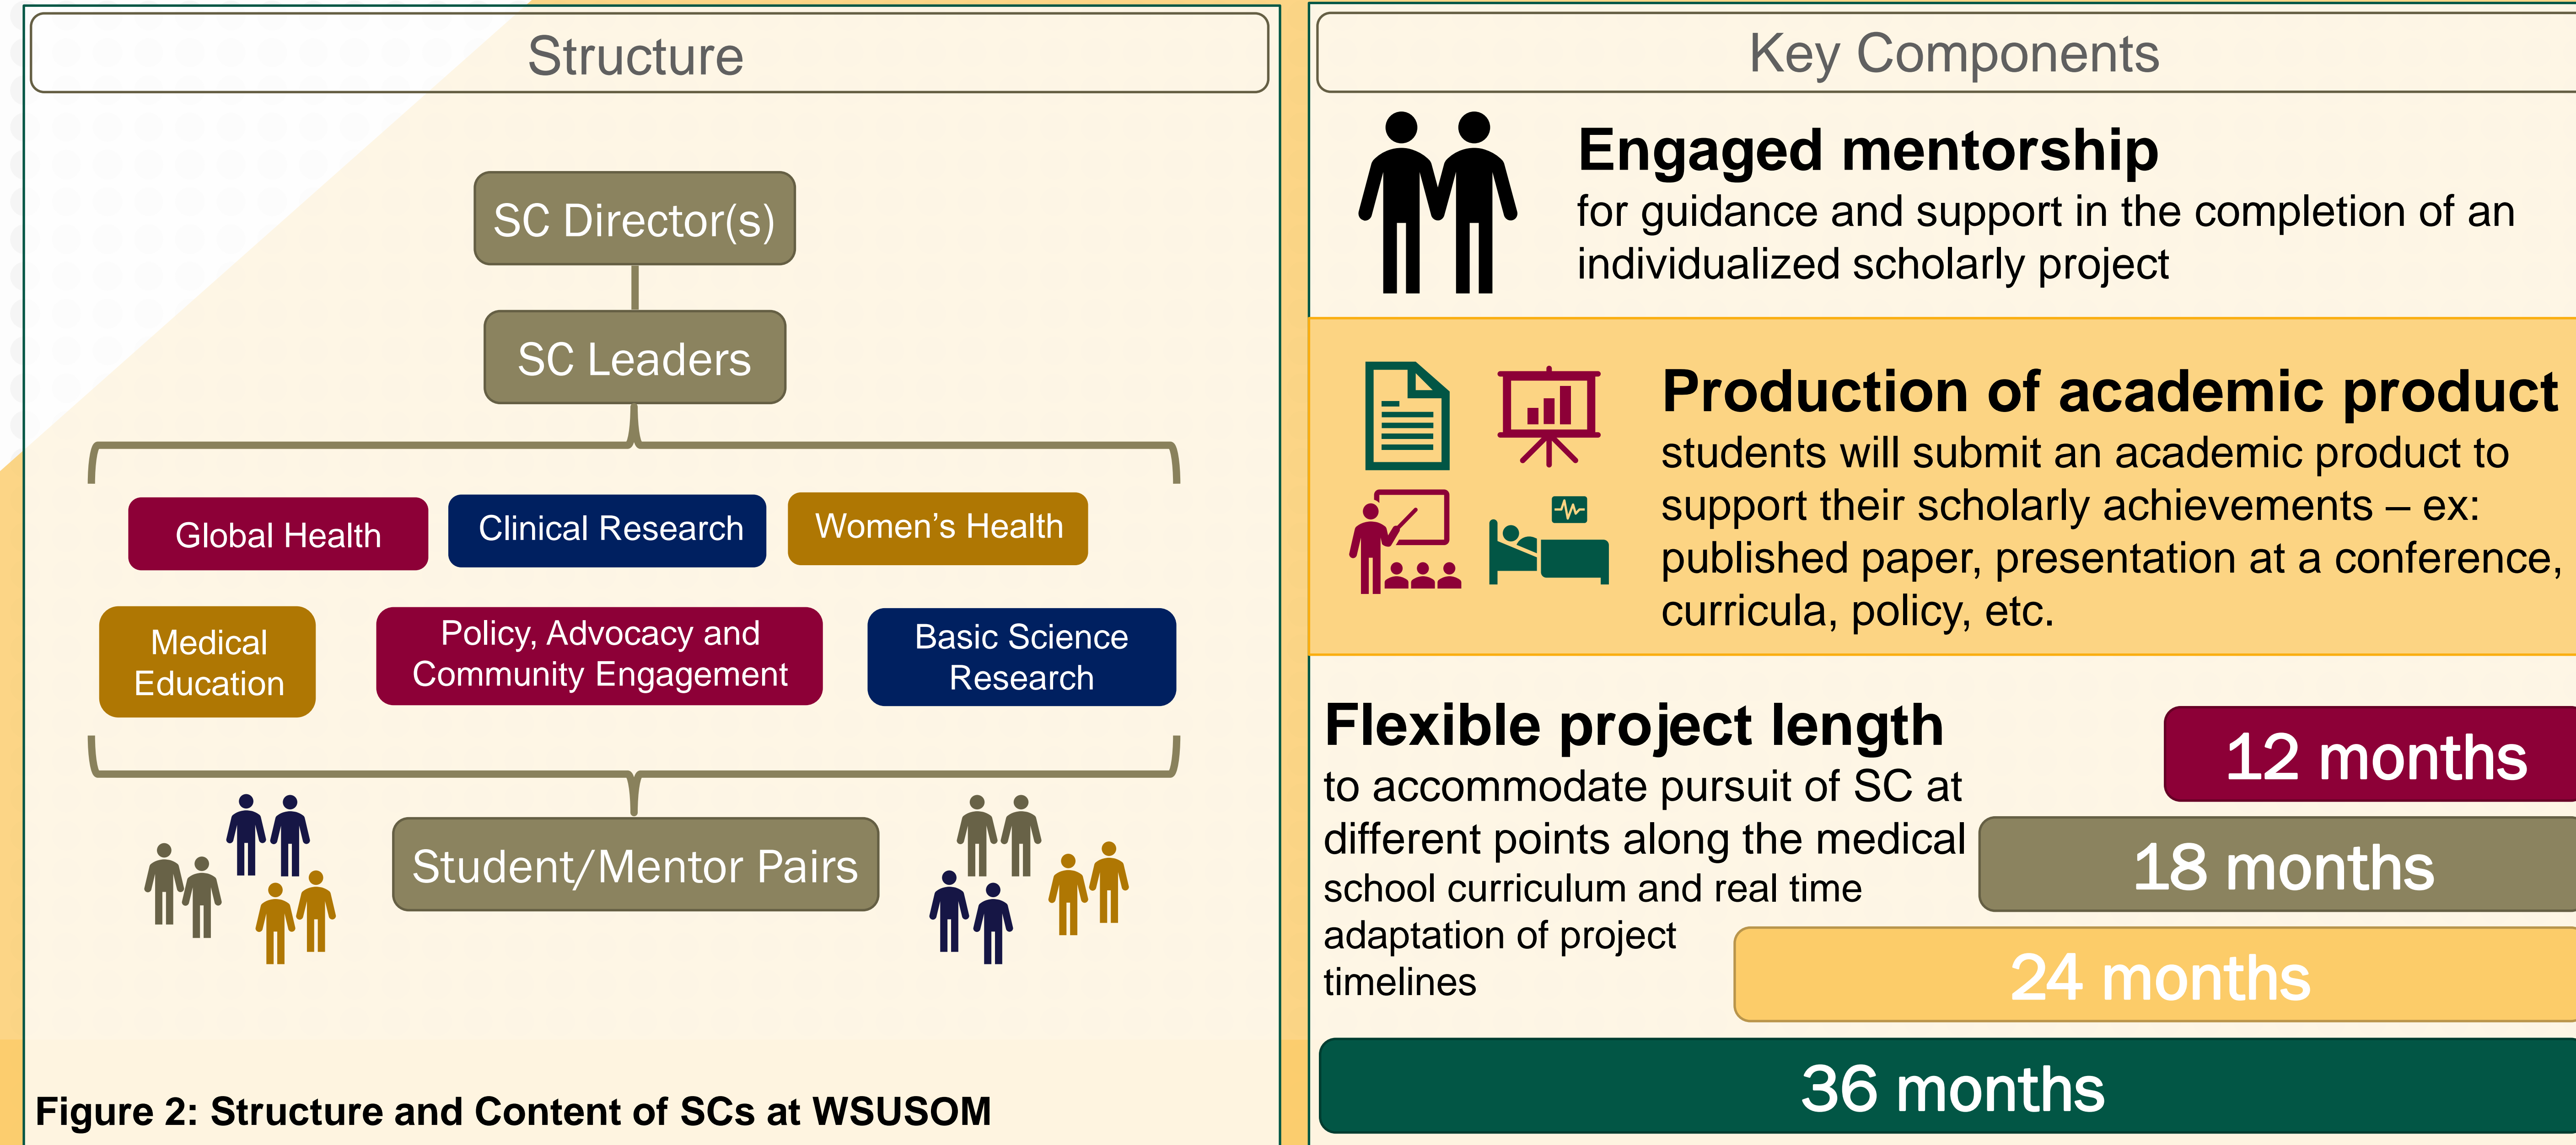 Structure
SC Director(s)
SC Leaders
Global Health
Clinical Research
Women’s Health
Medical
Education
Policy, Advocacy and
Community Engagement
Basic Science
Research
Student/Mentor Pairs
Figure 2: Structure and Content of SCs at WSUSOM
Key Components
Engaged mentorship
for guidance and support in the completion of an
individualized scholarly project
Production of academic product
students will submit an academic product to
support their scholarly achievements – ex:
published paper, presentation at a conference,
curricula, policy, etc.
Flexible project length
to accommodate pursuit of SC at
different points along the medical
school curriculum and real time
adaptation of project
timelines
12 months
18 months
24 months
36 months